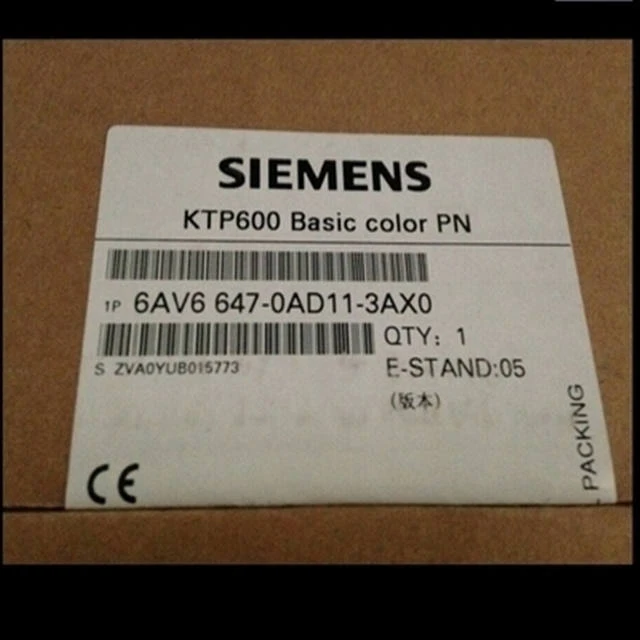 SIEMENS
KTP600 Basic color PN
1P 6AV6 647-0AD11-3AX0
QTY: 1
S ZVA0YUB015773
E-STAND:05
(版本)
PACKING
CE